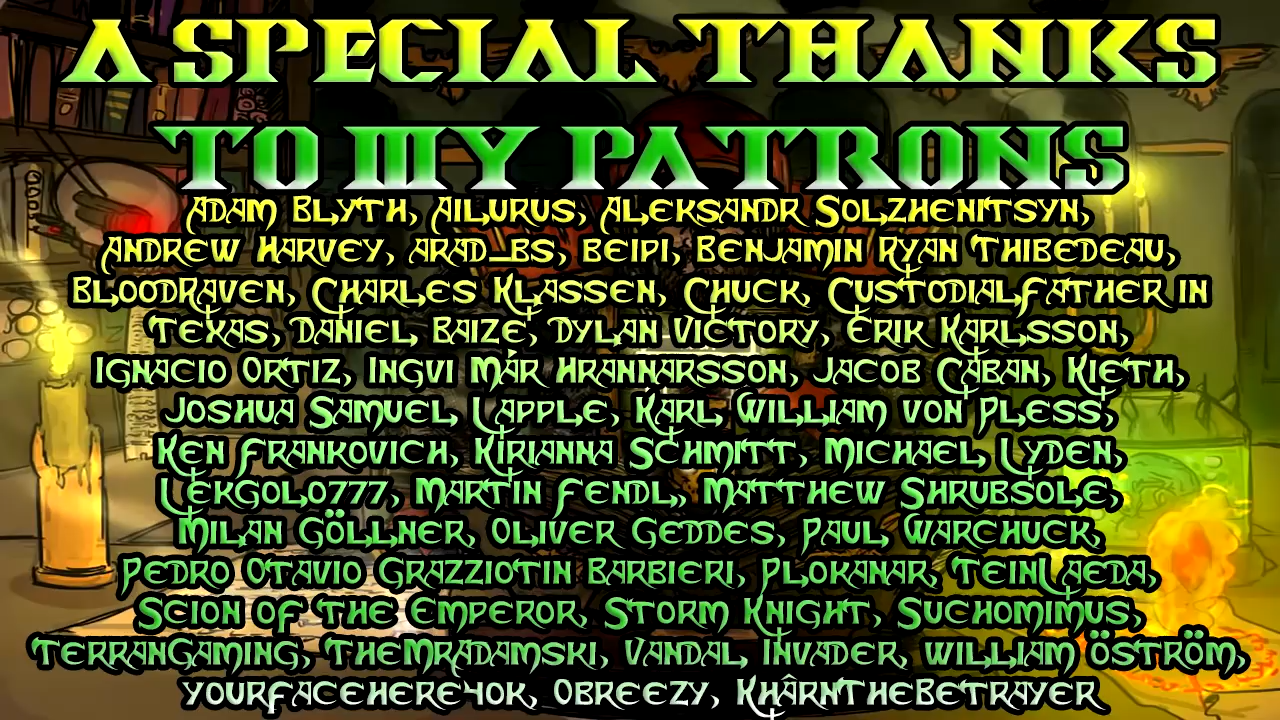 A SPECIAL THANKS
TO MY PATRONS
Adam Blyth, Ailurus, Aleksandr Solzhenitsyn,
Andrew Harvey, arad_bs, beipi, Benjamin Ryan Thibedeau,
BloodRaven, Charles Klassen, Chuck, CustodialFather in
Texas, Daniel Baize, Dylan Victory, Erik Karlsson,
Ignacio Ortiz, Ingvi Már Hrannarsson, Jacob Caban, Kieth,
Joshua Samuel Lapple, Karl William von Pless,
Ken Frankovich, Kirianna Schmitt, Michael Lyden,
Lekgolo777, Martin Fendl, Matthew Shrubsole,
Milan Göllner, Oliver Geddes, Paul Warchuck,
Pedro Otavio Grazziotin Barbieri, Plokanar, TeinLaeda,
Scion of the Emperor, Storm Knight, Suchomimus,
TerranGaming, TheMrAdamski, Vandal Invader, William Öström,
yourfacehere40k, Obreezy, KhârnTheBetrayer